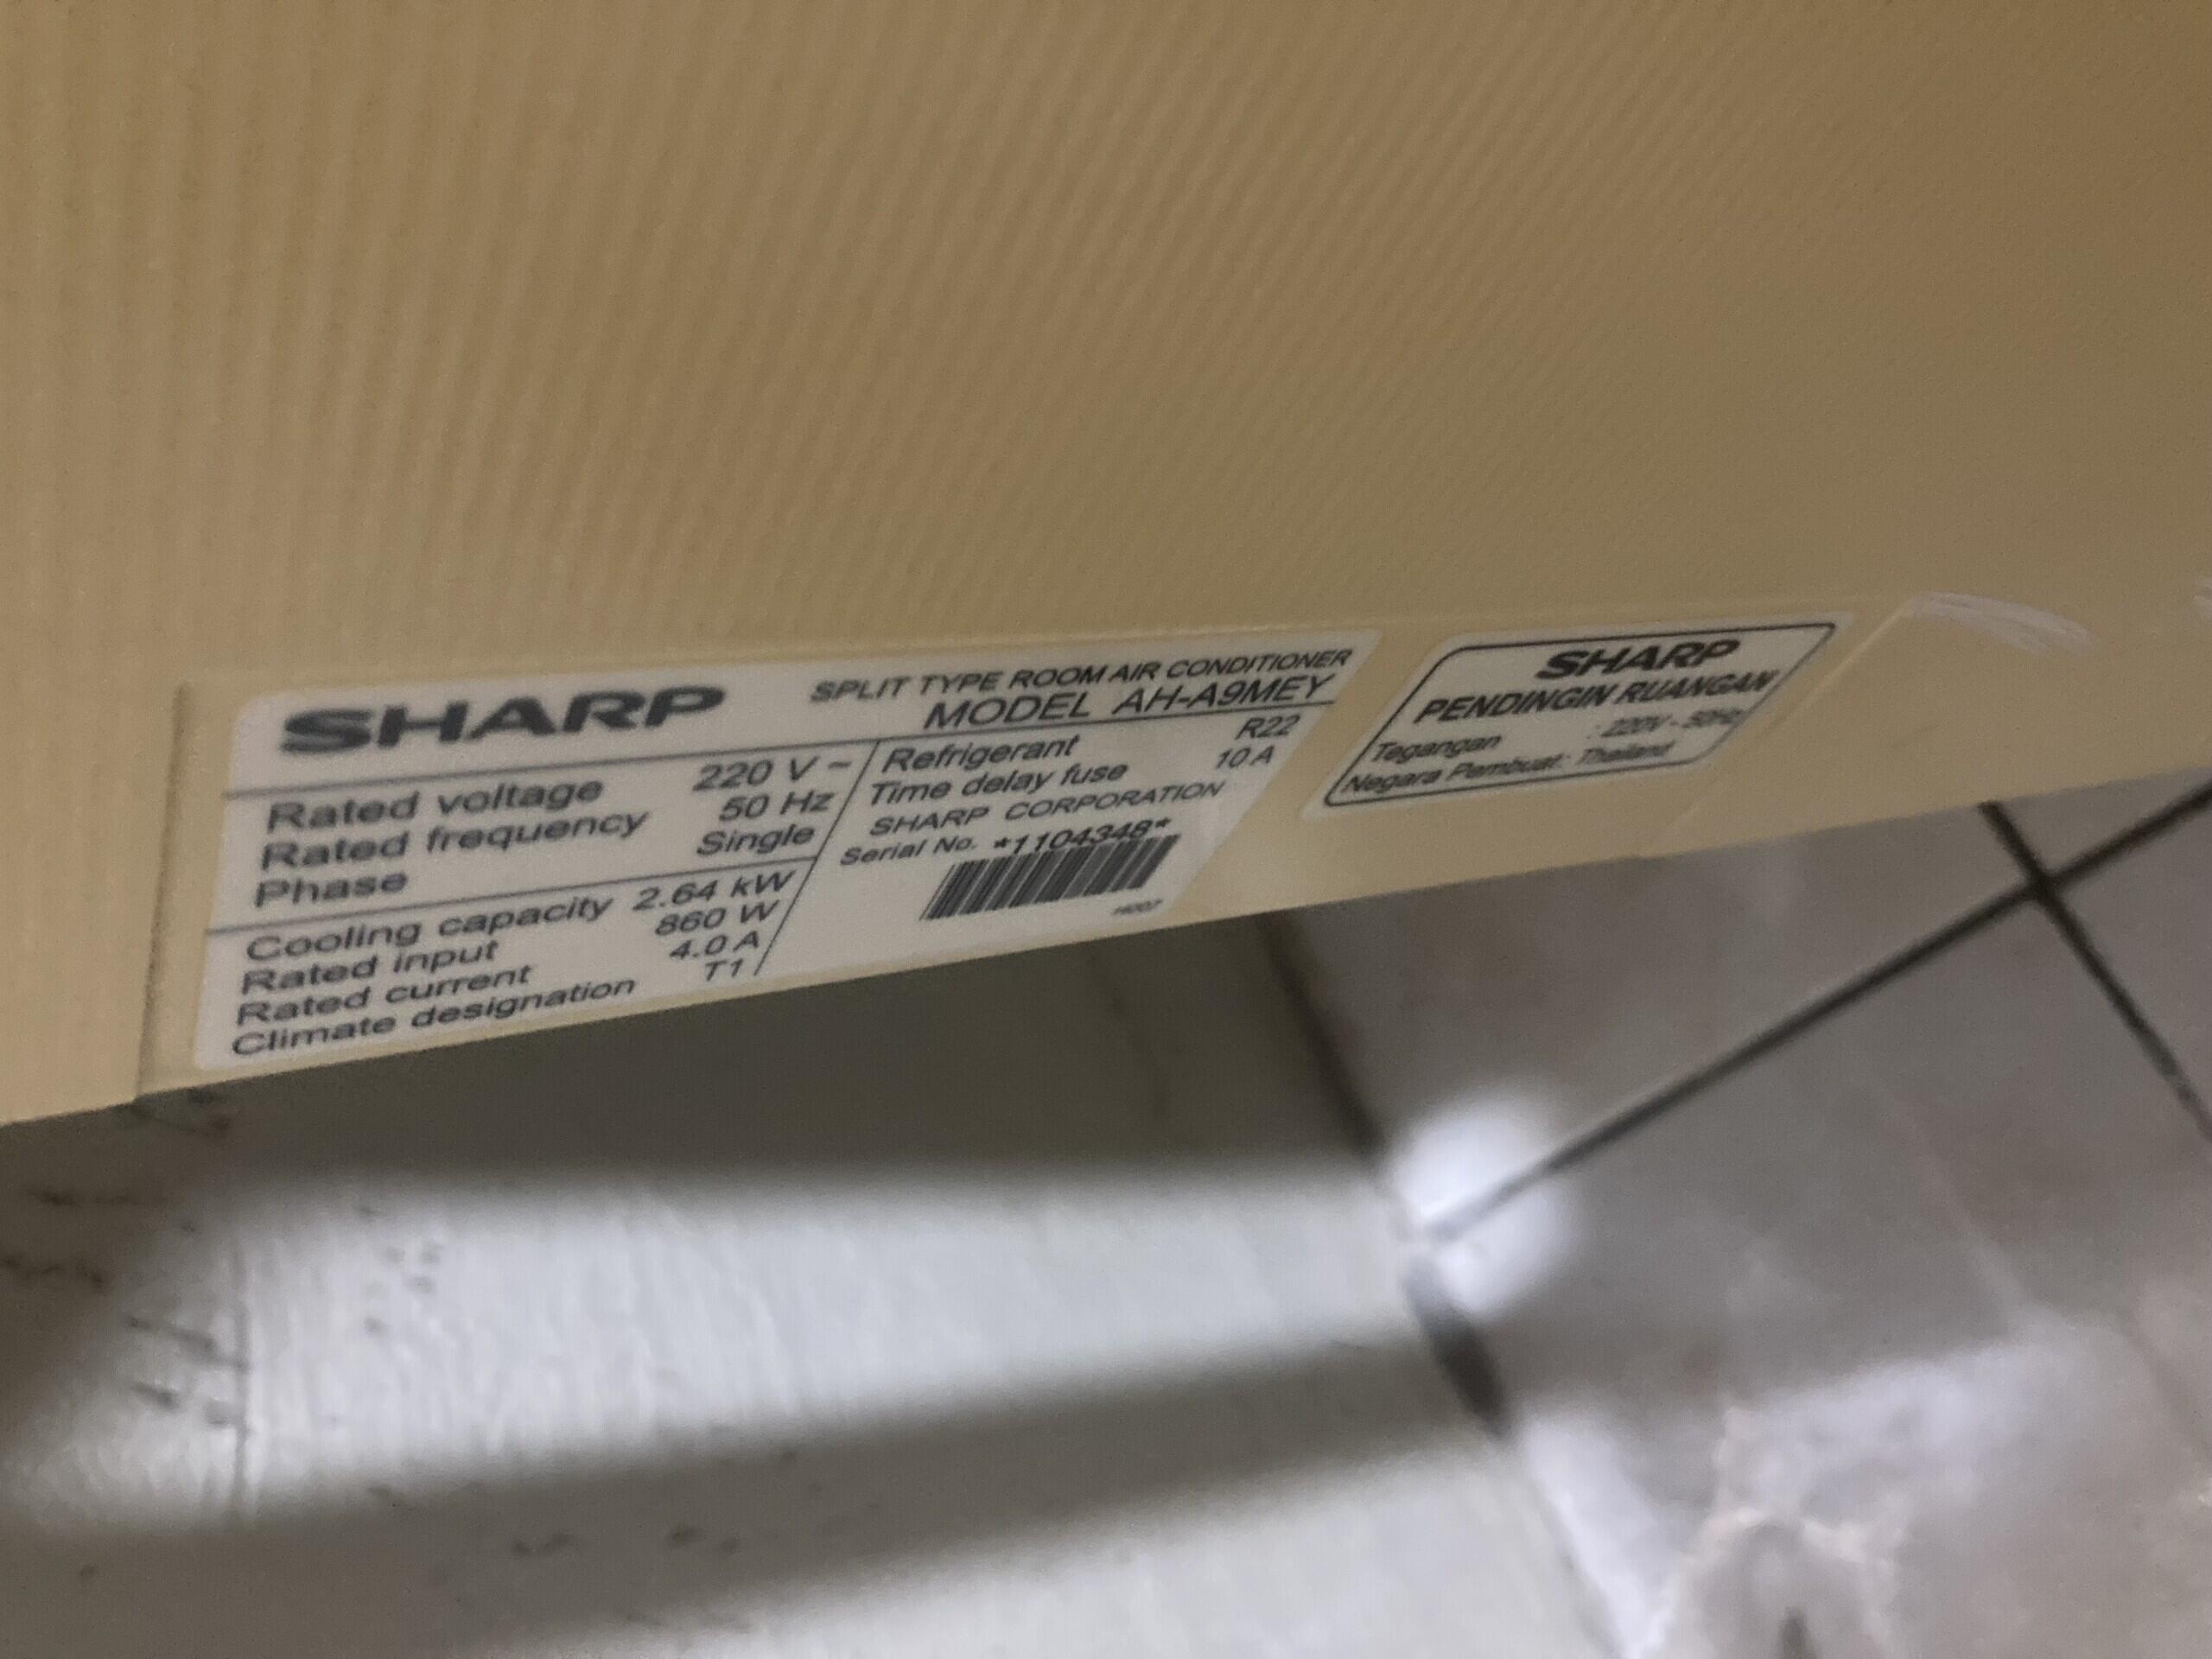 SHARP
SPLIT TYPE ROOM AIR CONDITIONER
MODEL AH-A9MEY
Rated voltage 220 V ~
Rated frequency 50 Hz
Phase Single
Cooling capacity 2.64 kW
Rated input 860 W
Rated current 4.0 A
Climate designation T1
Refrigerant R22
Time delay fuse 10 A
SHARP CORPORATION
Serial No. *1104348*
SHARP
PENDINGIN RUANGAN
Tegangan : 220V - 50Hz
Negara Pembuat: Thailand